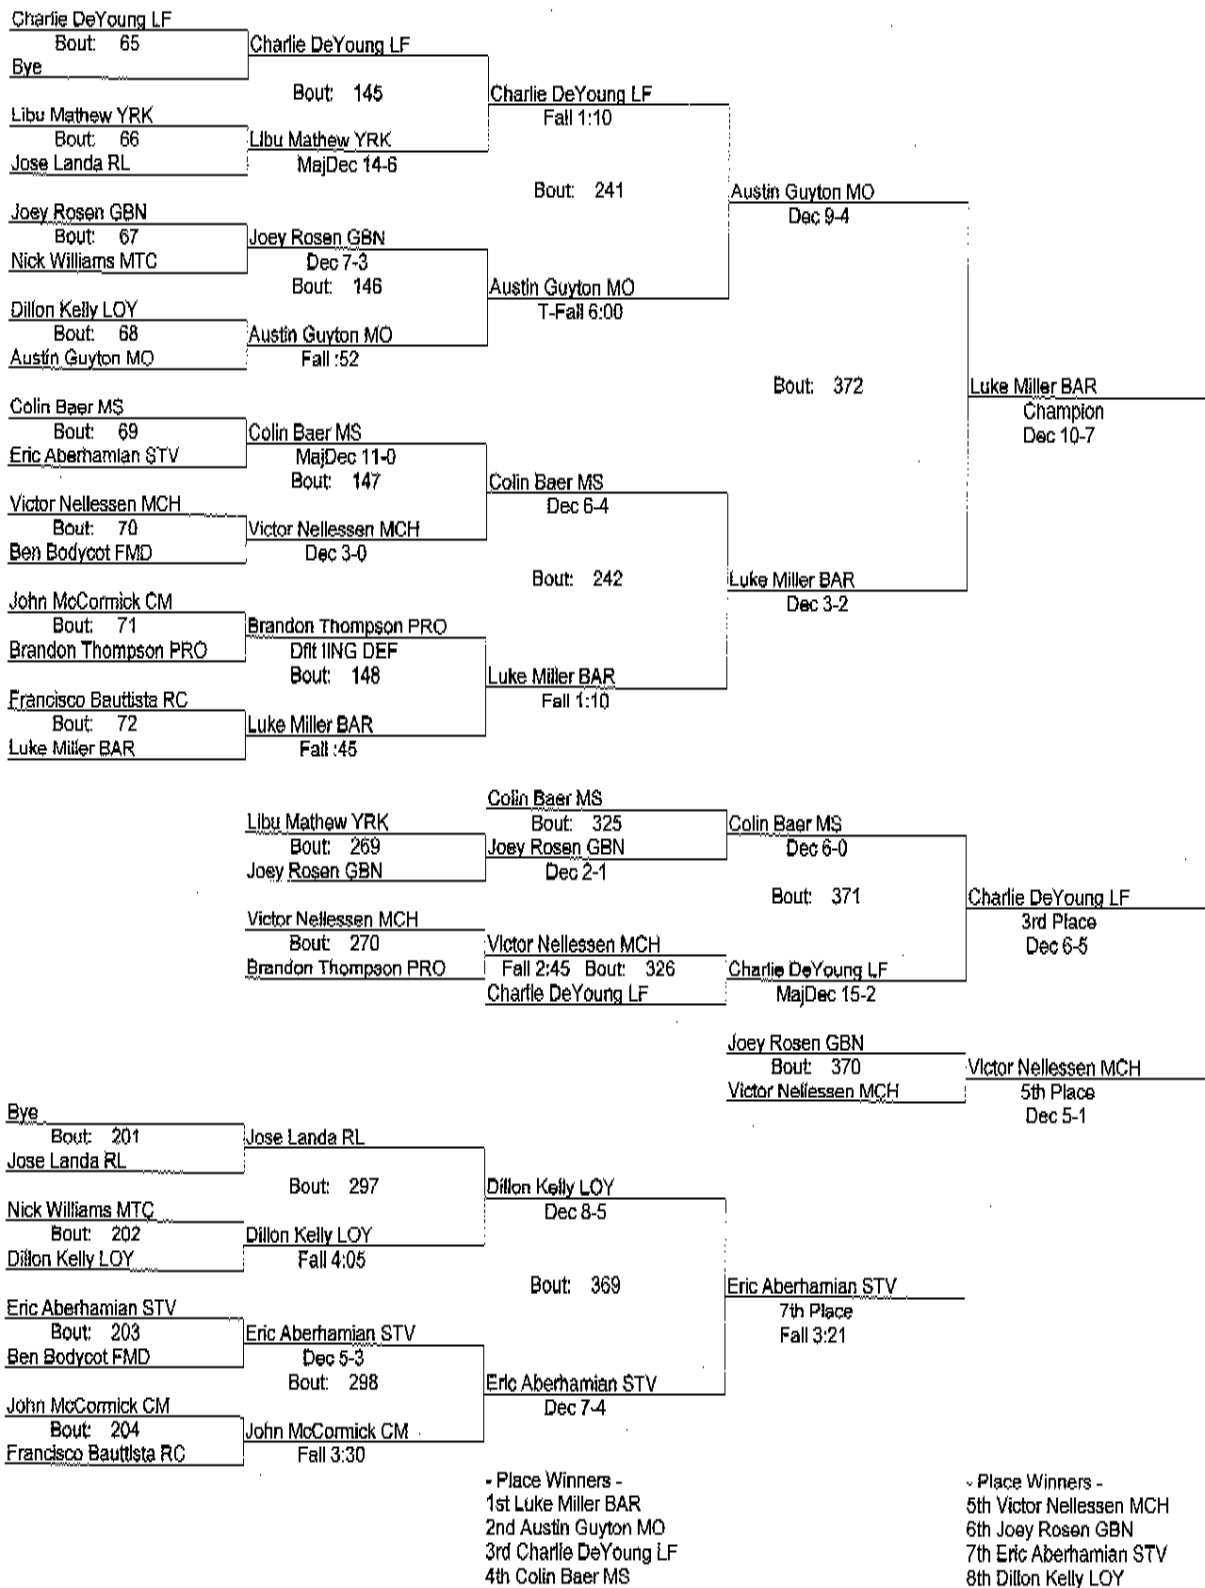 Charlie DeYoung LF
Bout: 65
Bye
Charlie DeYoung LF
Bout: 145
Libu Mathew YRK
Bout: 66
Jose Landa RL
Libu Mathew YRK
MajDec 14-6
Charlie DeYoung LF
Fall 1:10
Bout: 241
Joey Rosen GBN
Bout: 67
Nick Williams MTC
Joey Rosen GBN
Dec 7-3
Bout: 146
Dillon Kelly LOY
Bout: 68
Austin Guyton MO
Austin Guyton MO
Fall :52
Austin Guyton MO
T-Fall 6:00
Austin Guyton MO
Dec 9-4
Bout: 372
Colin Baer MS
Bout: 69
Eric Aberhamian STV
Colin Baer MS
MajDec 11-0
Bout: 147
Victor Nellessen MCH
Bout: 70
Ben Bodycot FMD
Victor Nellessen MCH
Dec 3-0
Colin Baer MS
Dec 6-4
Bout: 242
John McCormick CM
Bout: 71
Brandon Thompson PRO
Brandon Thompson PRO
Dflt IING DEF
Bout: 148
Francisco Bauttista RC
Bout: 72
Luke Miller BAR
Luke Miller BAR
Fall :45
Luke Miller BAR
Fall 1:10
Luke Miller BAR
Dec 3-2
Luke Miller BAR
Champion
Dec 10-7
Libu Mathew YRK
Bout: 269
Joey Rosen GBN
Colin Baer MS
Bout: 325
Joey Rosen GBN
Dec 2-1
Colin Baer MS
Dec 6-0
Bout: 371
Victor Nellessen MCH
Bout: 270
Brandon Thompson PRO
Victor Nellessen MCH
Fall 2:45 Bout: 326
Charlie DeYoung LF
Charlie DeYoung LF
MajDec 15-2
Charlie DeYoung LF
3rd Place
Dec 6-5
Joey Rosen GBN
Bout: 370
Victor Nellessen MCH
Victor Nellessen MCH
5th Place
Dec 5-1
Bye
Bout: 201
Jose Landa RL
Jose Landa RL
Bout: 297
Nick Williams MTC
Bout: 202
Dillon Kelly LOY
Dillon Kelly LOY
Fall 4:05
Dillon Kelly LOY
Dec 8-5
Bout: 369
Eric Aberhamian STV
Bout: 203
Ben Bodycot FMD
Eric Aberhamian STV
Dec 5-3
Bout: 298
John McCormick CM
Bout: 204
Francisco Bauttista RC
John McCormick CM
Fall 3:30
Eric Aberhamian STV
Dec 7-4
Eric Aberhamian STV
7th Place
Fall 3:21
- Place Winners -
1st Luke Miller BAR
2nd Austin Guyton MO
3rd Charlie DeYoung LF
4th Colin Baer MS
- Place Winners -
5th Victor Nellessen MCH
6th Joey Rosen GBN
7th Eric Aberhamian STV
8th Dillon Kelly LOY